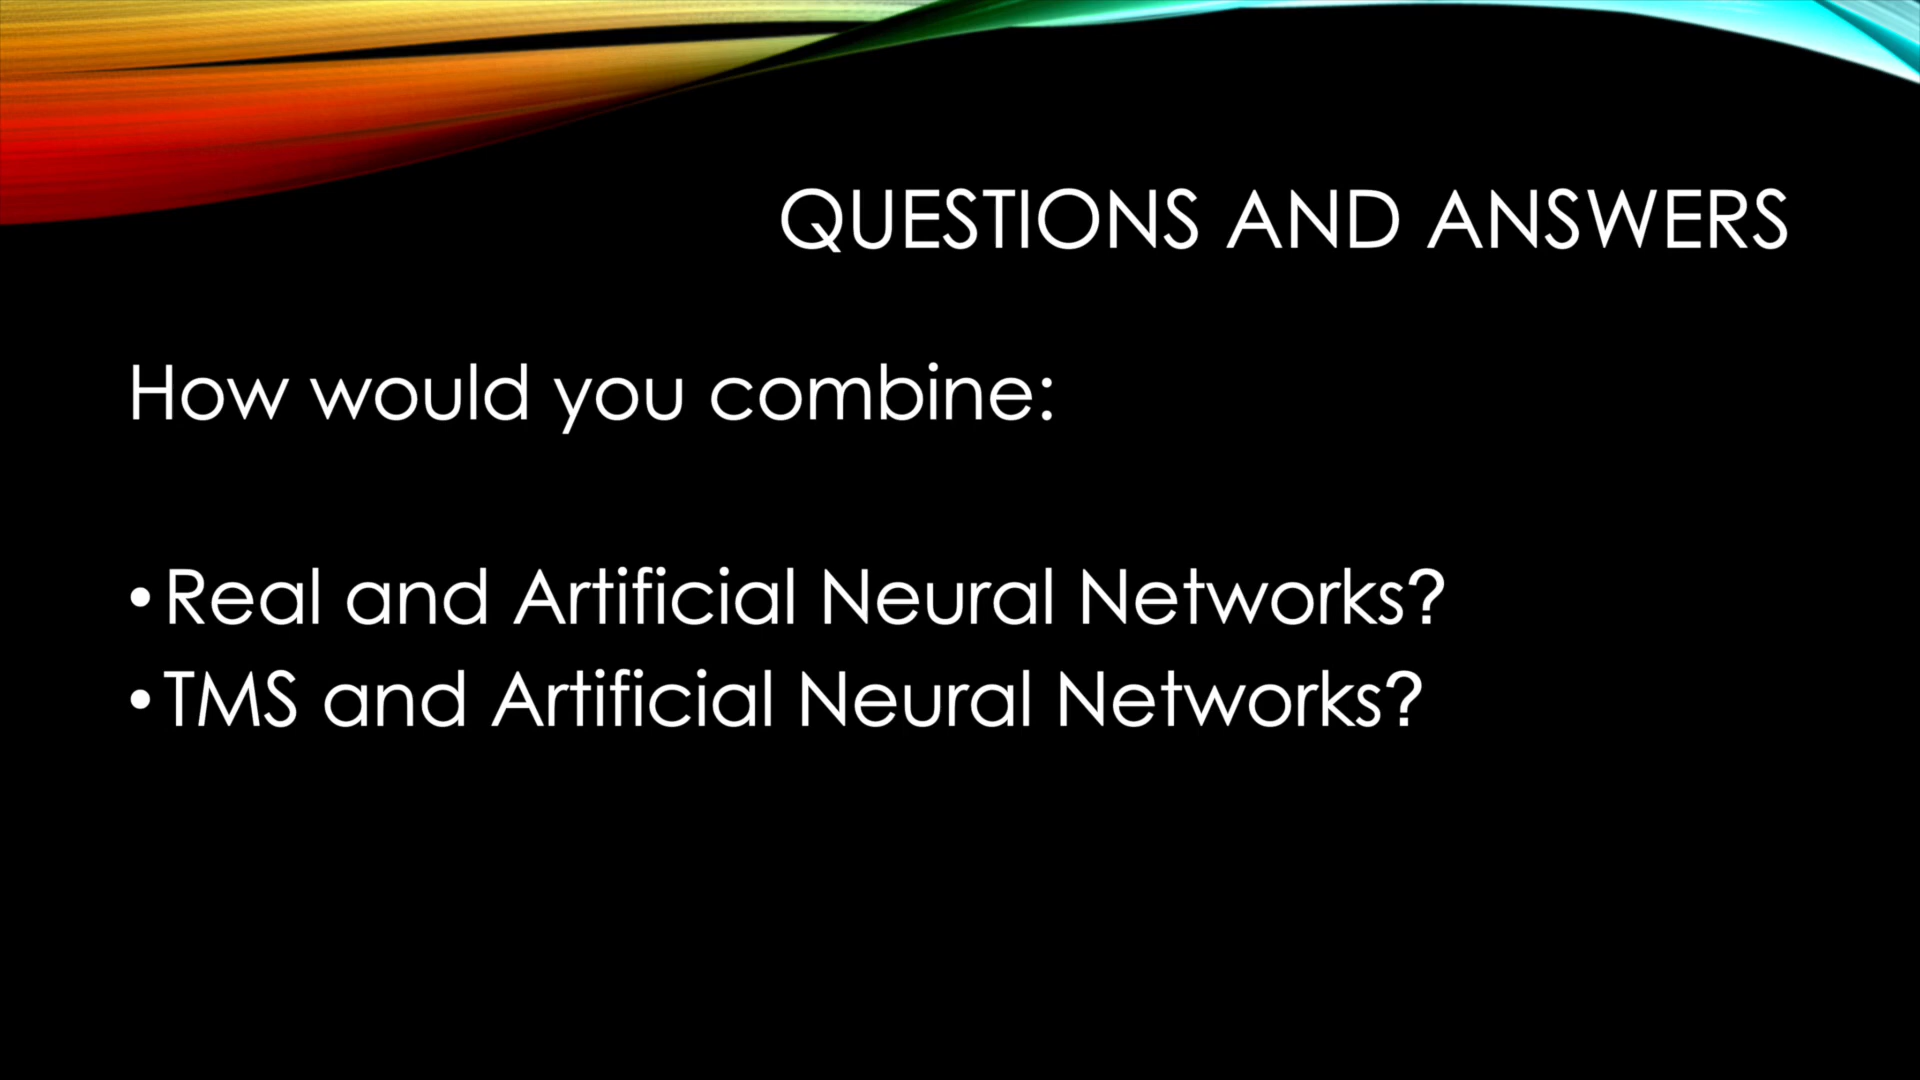 QUESTIONS AND ANSWERS
How would you combine:
•Real and Artificial Neural Networks?
•TMS and Artificial Neural Networks?